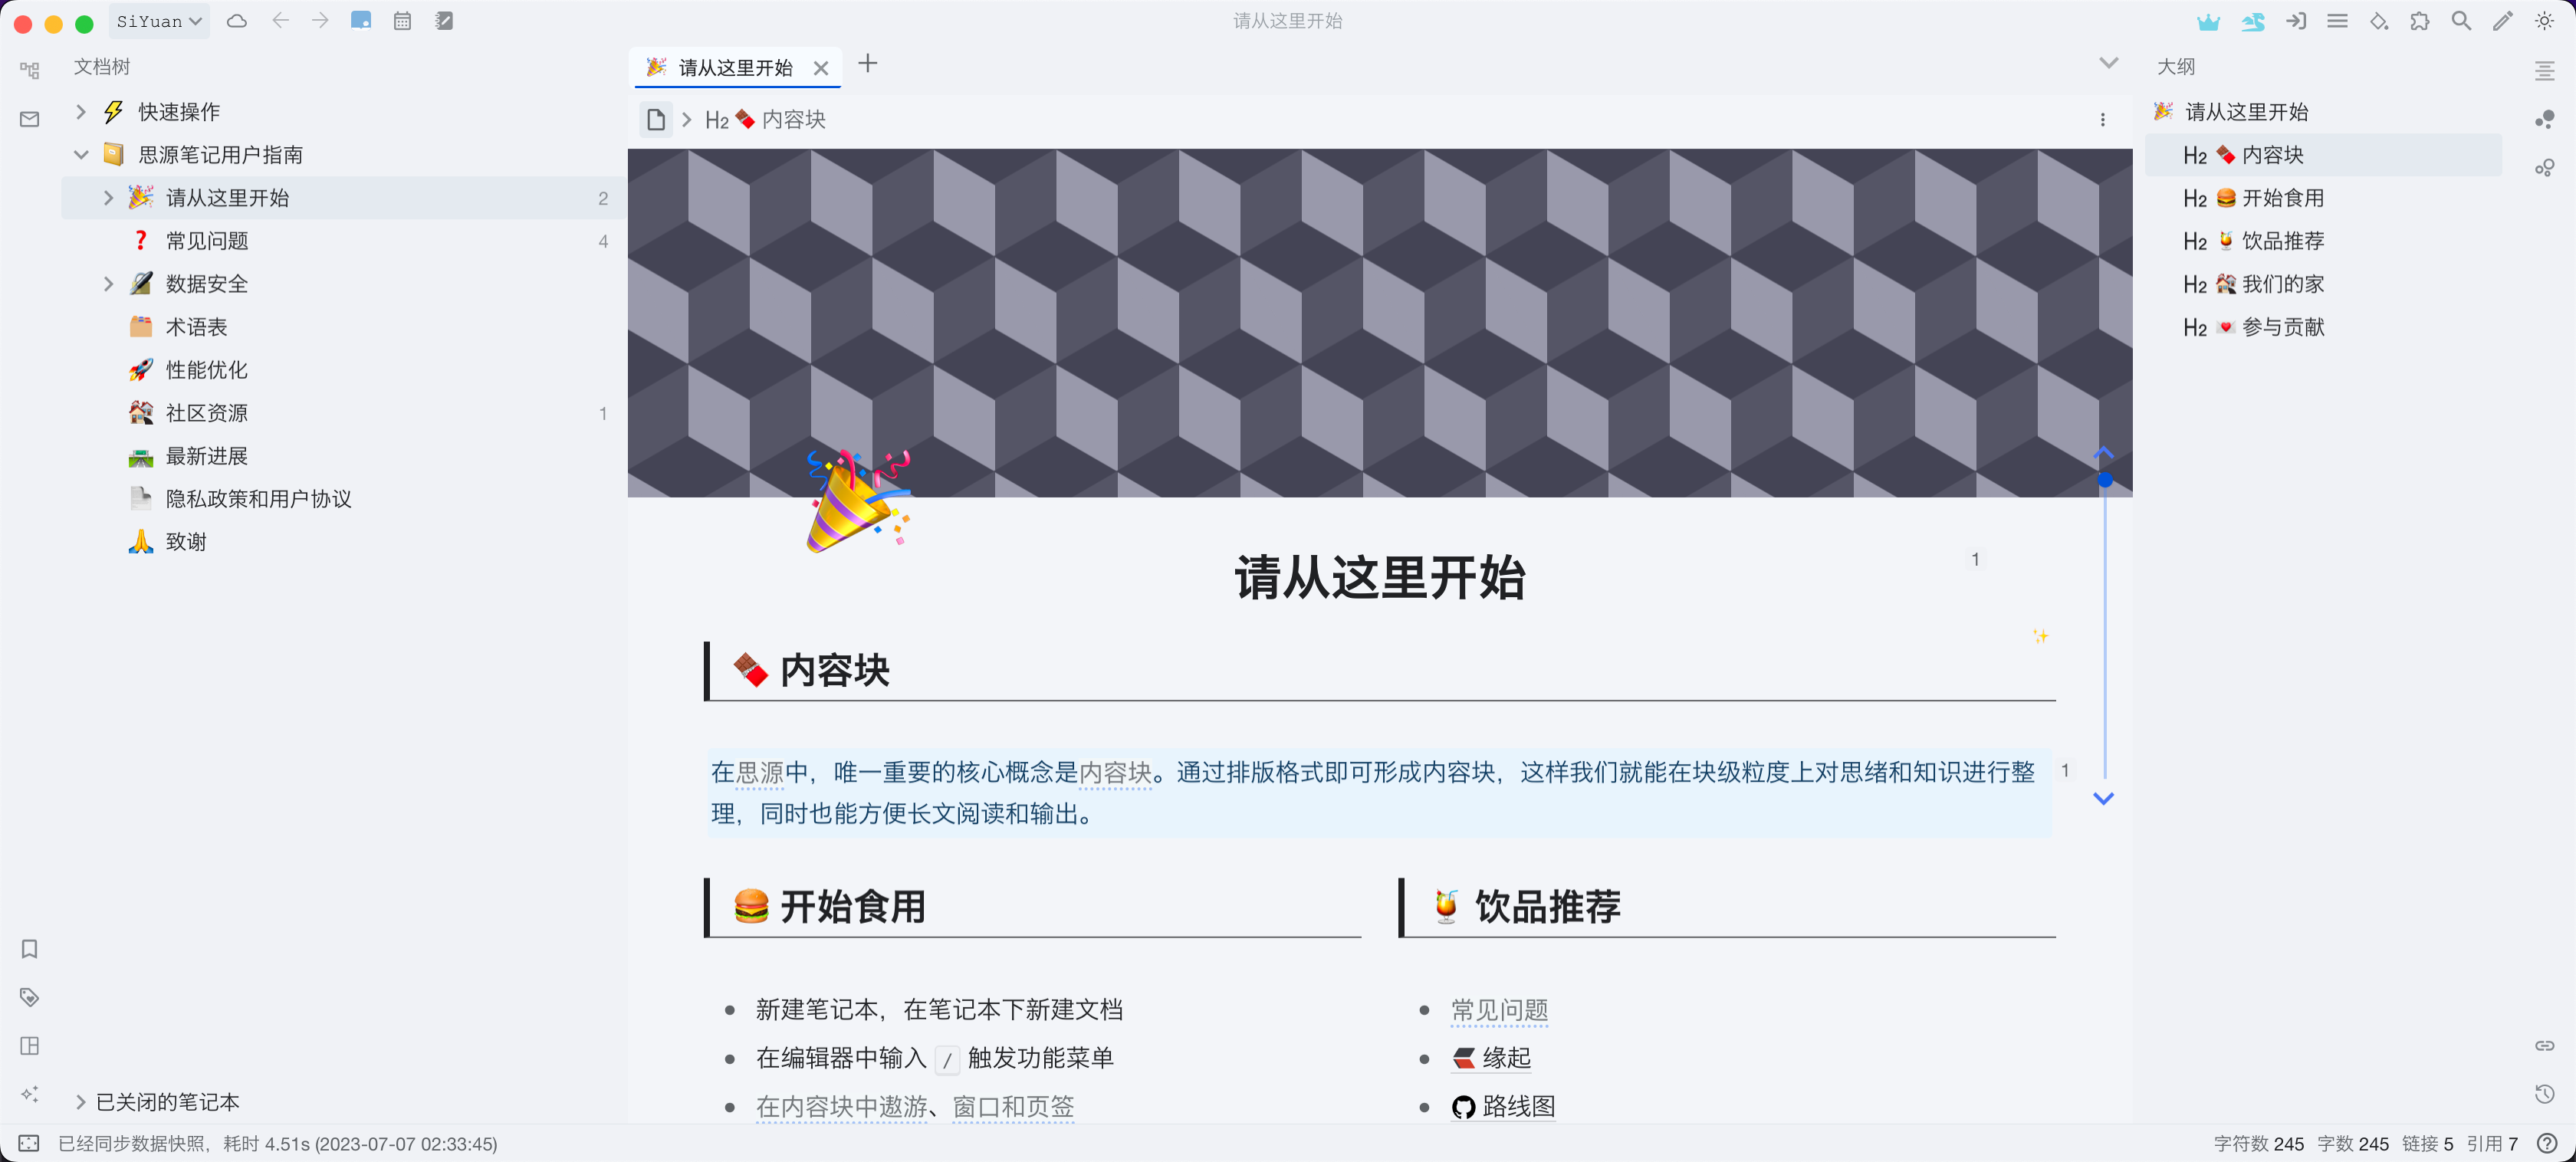 SiYuan
请从这里开始
文档树
快速操作
思源笔记用户指南
请从这里开始 2
常见问题 4
数据安全
术语表
性能优化
社区资源 1
最新进展
隐私政策和用户协议
致谢
已关闭的笔记本
请从这里开始
H2 内容块
请从这里开始
1
内容块
在思源中，唯一重要的核心概念是内容块。通过排版格式即可形成内容块，这样我们就能在块级粒度上对思绪和知识进行整
理，同时也能方便长文阅读和输出。
1
开始食用
新建笔记本，在笔记本下新建文档
在编辑器中输入 / 触发功能菜单
在内容块中遨游、窗口和页签
饮品推荐
常见问题
缘起
路线图
大纲
请从这里开始
H2 内容块
H2 开始食用
H2 饮品推荐
H2 我们的家
H2 参与贡献
已经同步数据快照，耗时 4.51s (2023-07-07 02:33:45)
字符数 245 字数 245 链接 5 引用 7